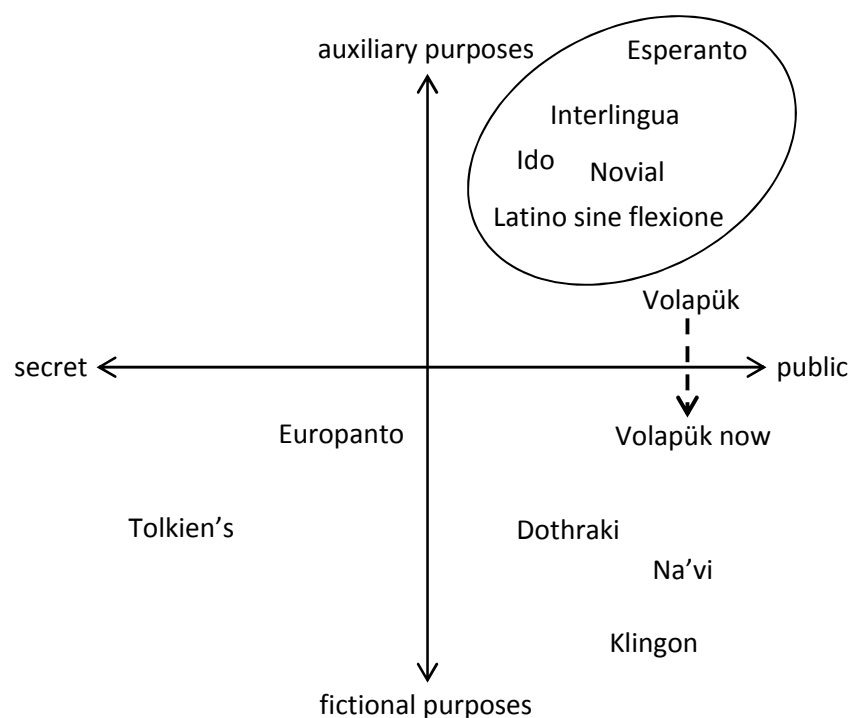 auxiliary purposes
Esperanto
Interlingua
Ido
Novial
Latino sine flexione
Volapük
secret
public
Europanto
Volapük now
Tolkien’s
Dothraki
Na’vi
Klingon
fictional purposes